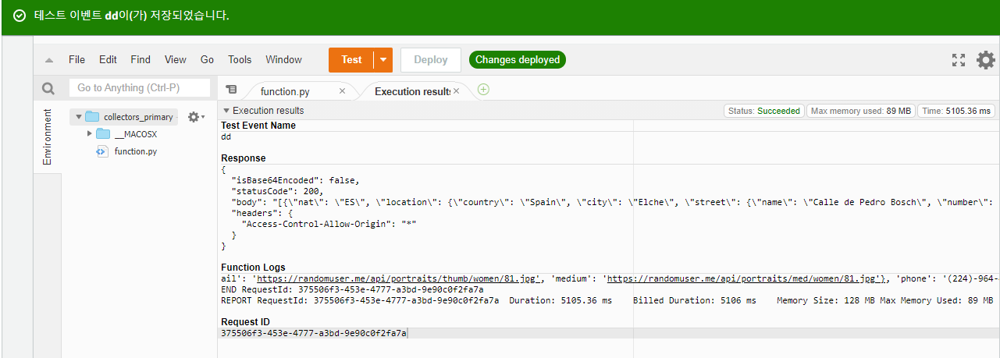 테스트 이벤트 dd이(가) 저장되었습니다.
File Edit Find View Go Tools Window Test Deploy Changes deployed
Go to Anything (Ctrl-P)
function.py Execution results
Environment
collectors_primary
__MACOSX
function.py
Execution results Status: Succeeded Max memory used: 89 MB Time: 5105.36 ms
Test Event Name
dd
Response
{
"isBase64Encoded": false,
"statusCode": 200,
"body": "[{\"nat\": \"ES\", \"location\": {\"country\": \"Spain\", \"city\": \"Elche\", \"street\": {\"name\": \"Calle de Pedro Bosch\", \"number\":
"headers": {
"Access-Control-Allow-Origin": "*"
}
}
Function Logs
ail': 'https://randomuser.me/api/portraits/thumb/women/81.jpg', 'medium': 'https://randomuser.me/api/portraits/med/women/81.jpg'}, 'phone': '(224)-964-
END RequestId: 375506f3-453e-4777-a3bd-9e90c0f2fa7a
REPORT RequestId: 375506f3-453e-4777-a3bd-9e90c0f2fa7a Duration: 5105.36 ms Billed Duration: 5106 ms Memory Size: 128 MB Max Memory Used: 89 MB
Request ID
375506f3-453e-4777-a3bd-9e90c0f2fa7a